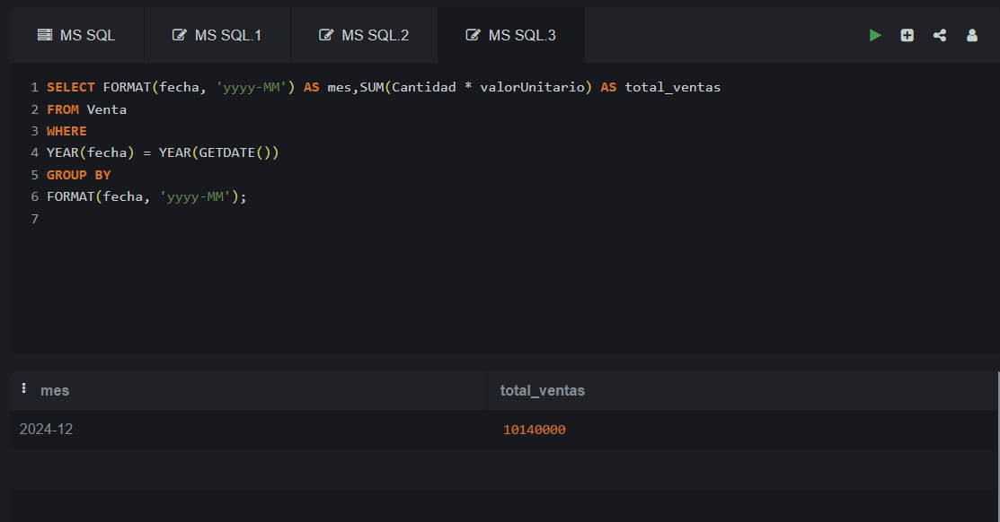 MS SQL MS SQL.1 MS SQL.2 MS SQL.3
1 SELECT FORMAT(fecha, 'yyyy-MM') AS mes,SUM(Cantidad * valorUnitario) AS total_ventas
2 FROM Venta
3 WHERE
4 YEAR(fecha) = YEAR(GETDATE())
5 GROUP BY
6 FORMAT(fecha, 'yyyy-MM');
7
mes total_ventas
2024-12 10140000